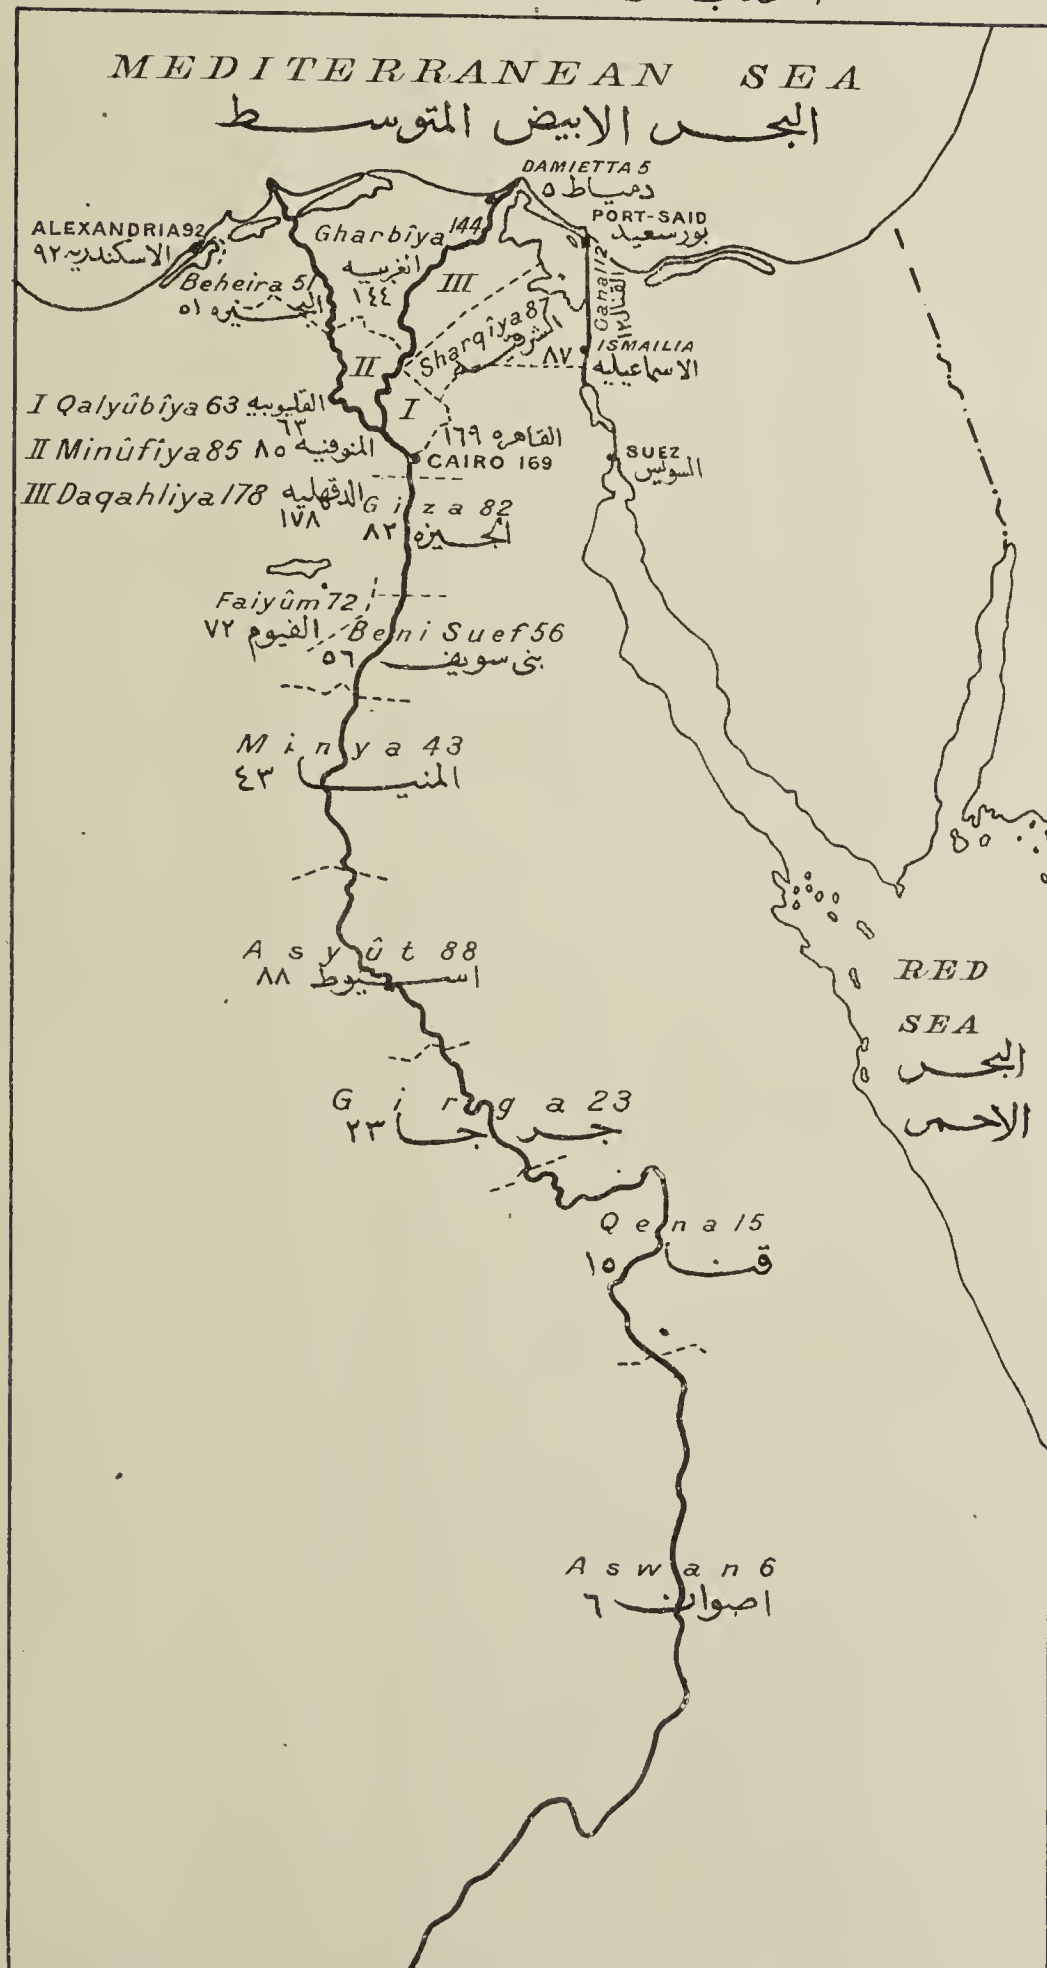 MEDITERRANEAN SEA
البحر الابيض المتوسط
DAMIETTA 5
دمياط ٥
PORT-SAID
بورسعيد
ALEXANDRIA 92
الاسكندريه ٩٢
Gharbîya 144
الغربيه
١٤٤
III
Beheira 51
البحيره ٥١
Canal 12
القنال ١٢
Sharqîya 87
الشرقيه
٨٧
ISMAILIA
الاسماعيليه
II
I
I Qalyûbîya 63 القليوبيه
٦٣
القاهره ١٦٩
II Minûfîya 85 المنوفيه ٨٥
CAIRO 169
SUEZ
السويس
III Daqahliya 178 الدقهليه
١٧٨
Giza 82
الجيزه ٨٢
Faiyûm 72
الفيوم ٧٢
Beni Suef 56
بنى سويف ٥٦
Minya 43
المنيا ٤٣
Asyût 88
اسيوط ٨٨
RED
SEA
البحر
الاحمر
Girga 23
جرجا ٢٣
Qena 15
قنا ١٥
Aswan 6
اصوان ٦